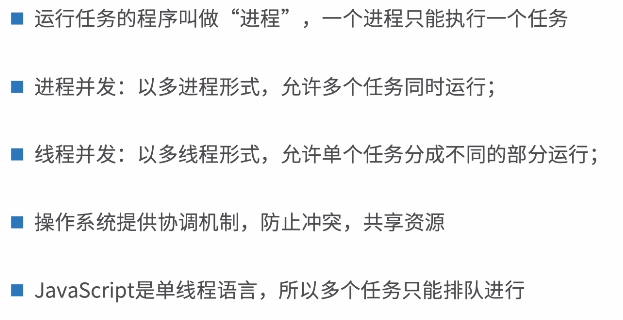 运行任务的程序叫做“进程”，一个进程只能执行一个任务
进程并发：以多进程形式，允许多个任务同时运行；
线程并发：以多线程形式，允许单个任务分成不同的部分运行；
操作系统提供协调机制，防止冲突，共享资源
JavaScript是单线程语言，所以多个任务只能排队进行